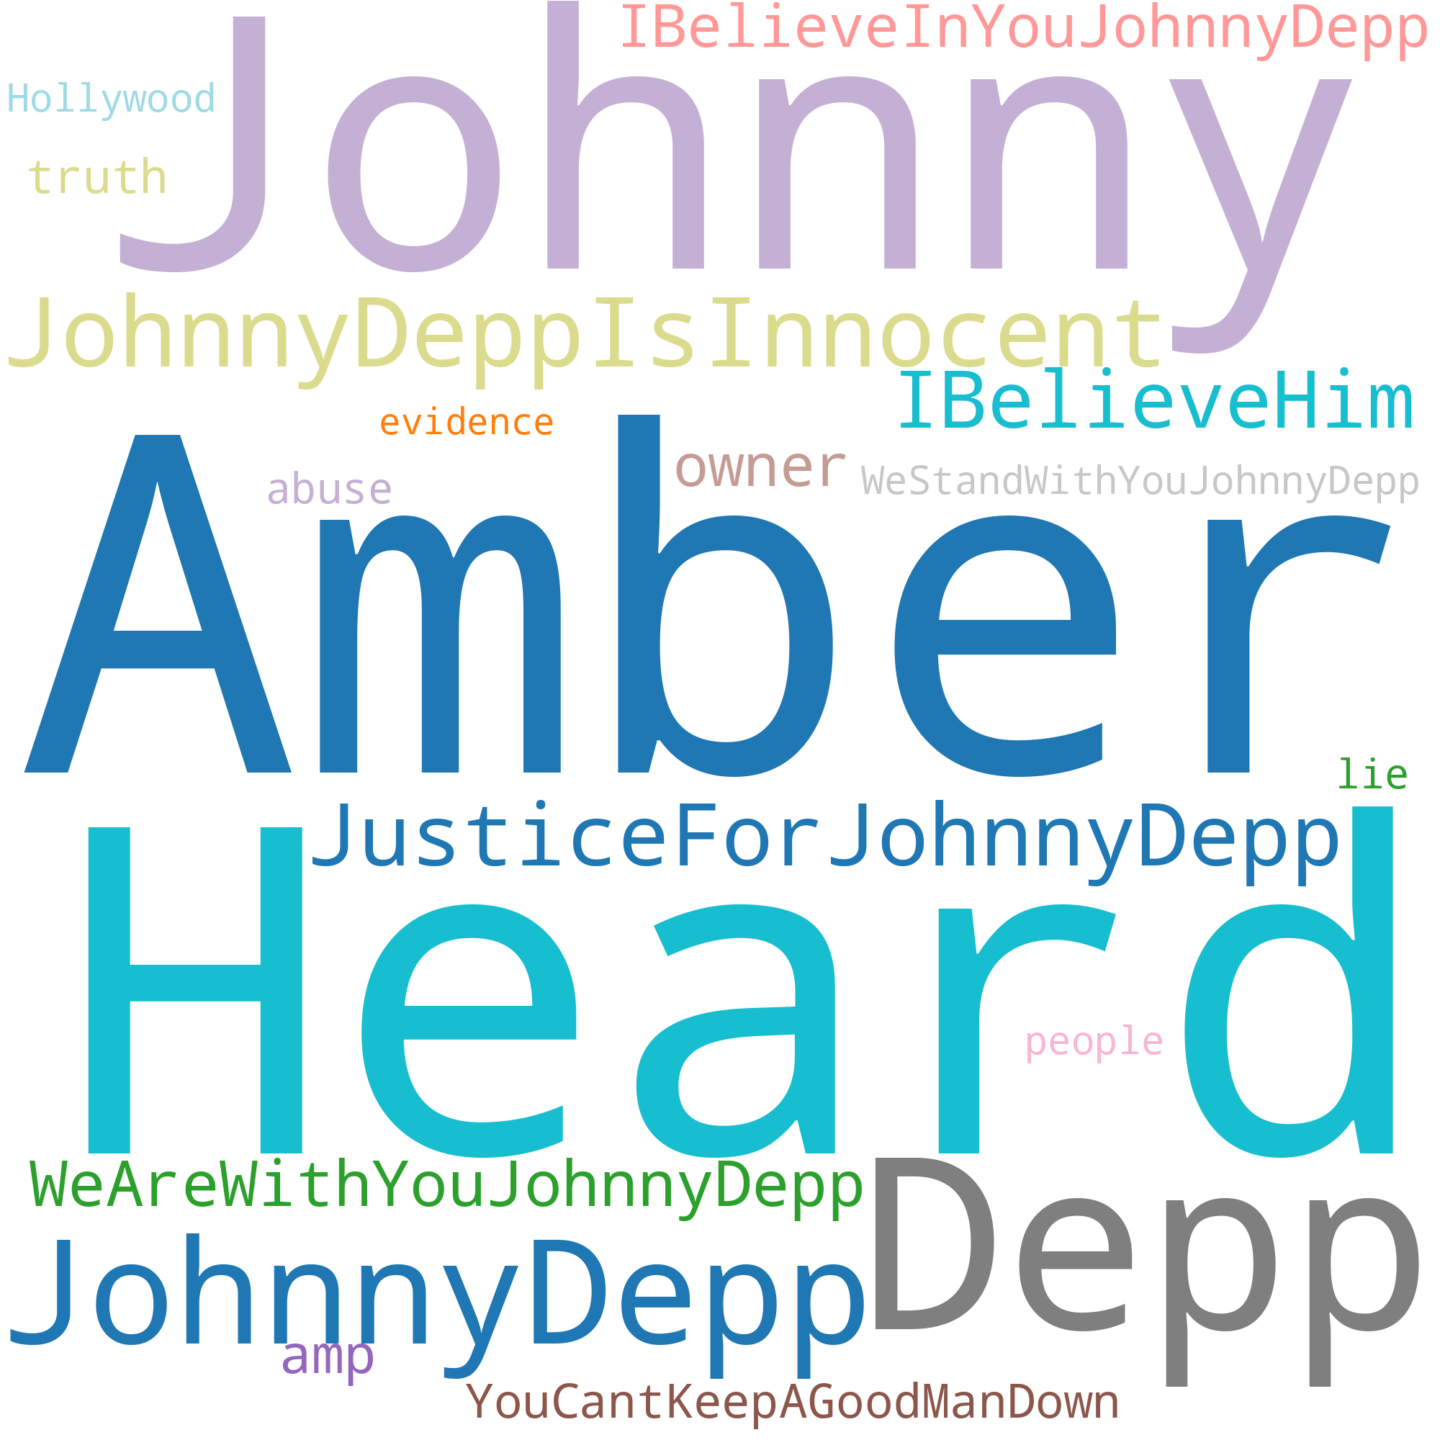 IBelieveInYouJohnnyDepp
Johnny
Hollywood
truth
JohnnyDeppIsInnocent
IBelieveHim
evidence
owner
abuse
WeStandWithYouJohnnyDepp
Amber
lie
JusticeForJohnnyDepp
Heard
people
WeAreWithYouJohnnyDepp
Depp
JohnnyDepp
amp
YouCantKeepAGoodManDown